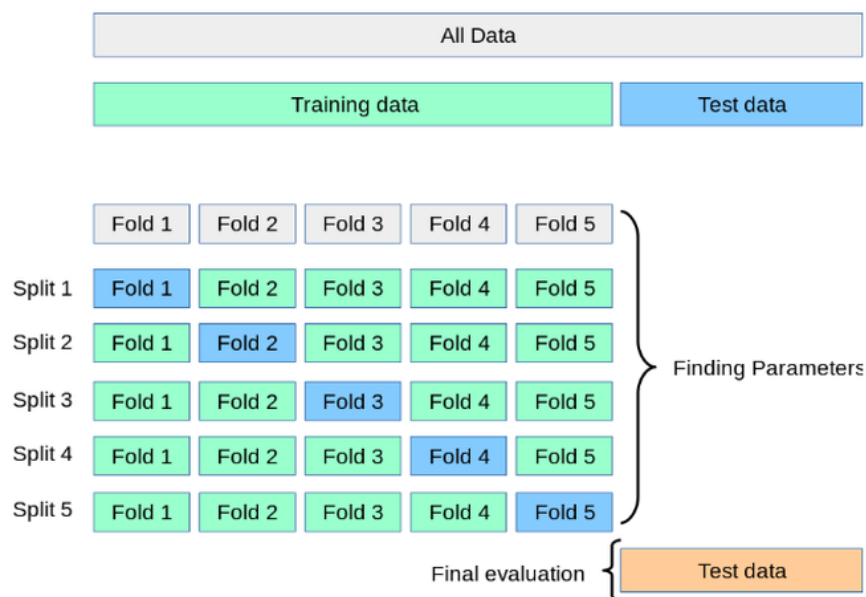 All Data
Training data Test data
Fold 1 Fold 2 Fold 3 Fold 4 Fold 5
Split 1 Fold 1 Fold 2 Fold 3 Fold 4 Fold 5
Split 2 Fold 1 Fold 2 Fold 3 Fold 4 Fold 5
Finding Parameters
Split 3 Fold 1 Fold 2 Fold 3 Fold 4 Fold 5
Split 4 Fold 1 Fold 2 Fold 3 Fold 4 Fold 5
Split 5 Fold 1 Fold 2 Fold 3 Fold 4 Fold 5
Final evaluation Test data